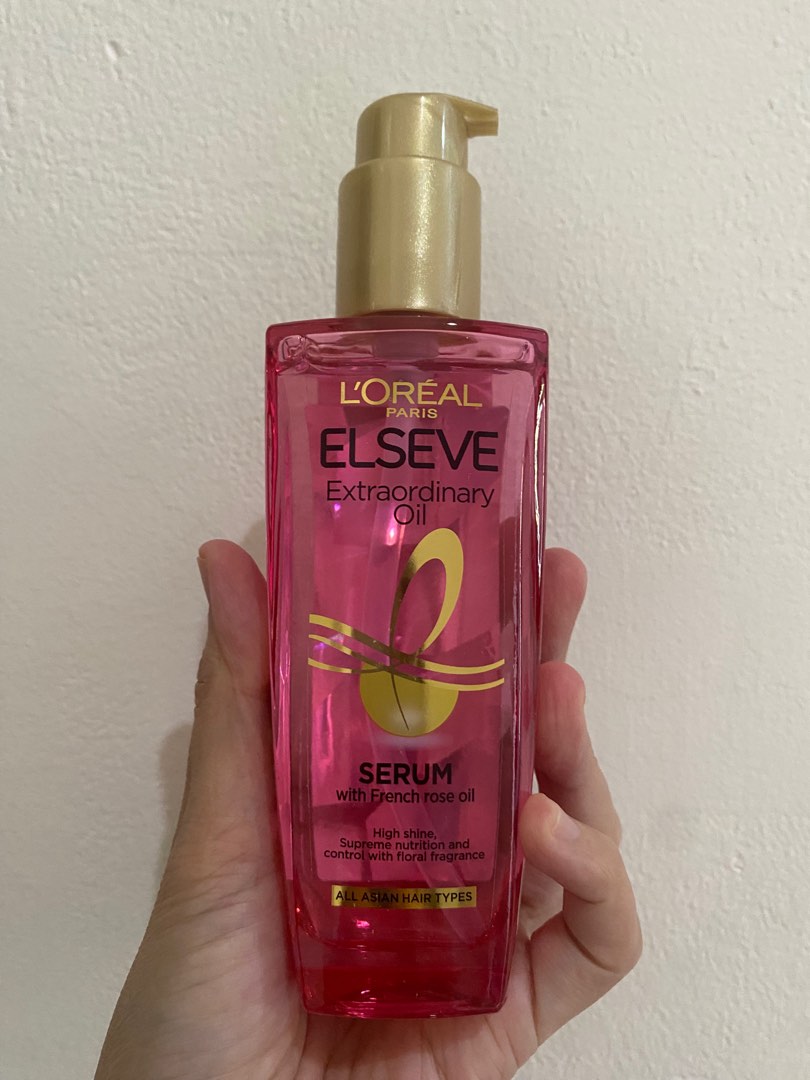 L'ORÉAL
PARIS
ELSEVE
Extraordinary
Oil
SERUM
with French rose oil
High shine,
Supreme nutrition and
control with floral fragrance
ALL ASIAN HAIR TYPES